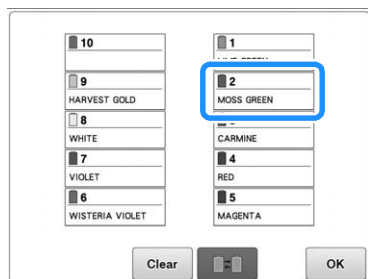 10
1
9
HARVEST GOLD
2
MOSS GREEN
8
WHITE
CARMINE
7
VIOLET
4
RED
6
WISTERIA VIOLET
5
MAGENTA
Clear
OK